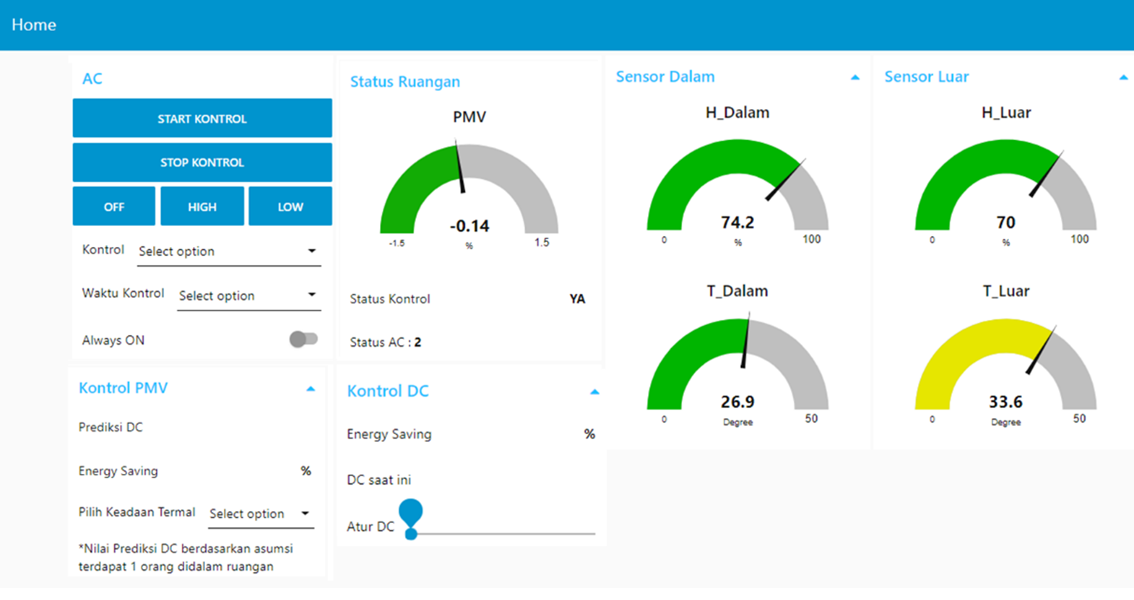 Home
AC
START KONTROL
STOP KONTROL
OFF HIGH LOW
Kontrol Select option
Waktu Kontrol Select option
Always ON
Kontrol PMV
Prediksi DC
Energy Saving %
Pilih Keadaan Termal Select option
*Nilai Prediksi DC berdasarkan asumsi
terdapat 1 orang didalam ruangan
Status Ruangan
PMV
-0.14
-1.5 % 1.5
Status Kontrol YA
Status AC : 2
Kontrol DC
Energy Saving %
DC saat ini
Atur DC
Sensor Dalam
H_Dalam
74.2
0 % 100
T_Dalam
26.9
0 Degree 50
Sensor Luar
H_Luar
70
0 % 100
T_Luar
33.6
0 Degree 50